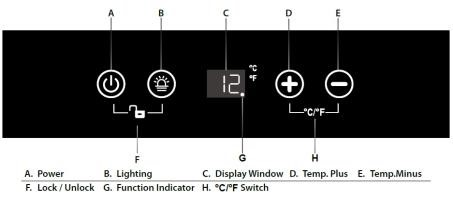 A B C D E
°C
°F
12.
°C/°F
F G H
A. Power B. Lighting C. Display Window D. Temp. Plus E. Temp.Minus
F. Lock / Unlock G. Function Indicator H. °C/°F Switch